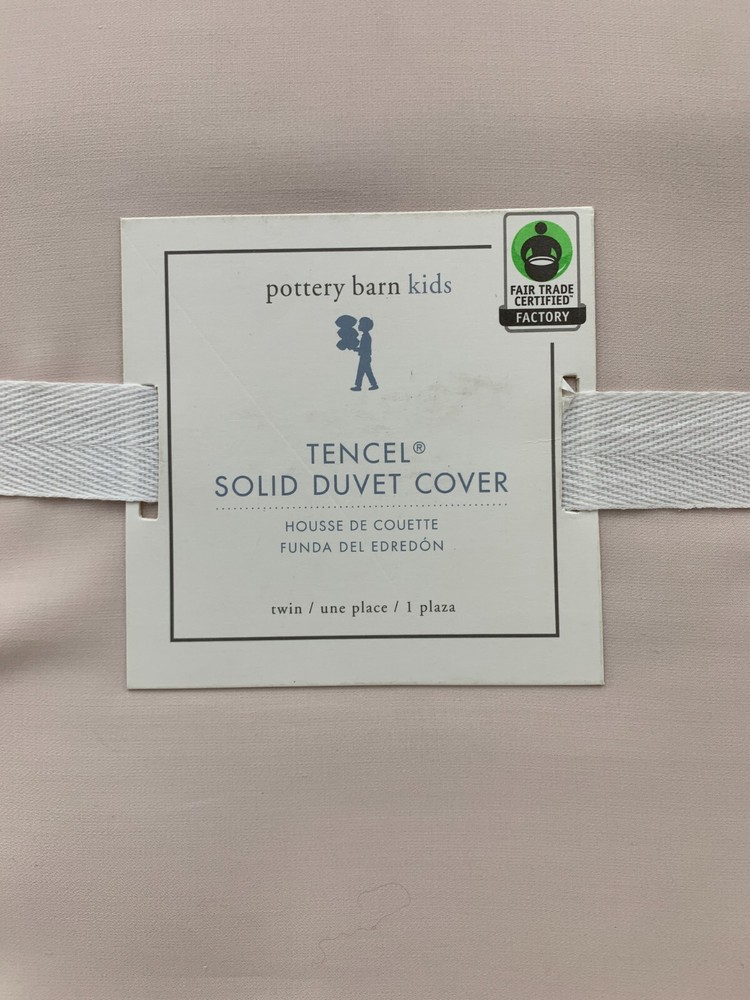 FAIR TRADE
CERTIFIED™
FACTORY
pottery barn kids
TENCEL®
SOLID DUVET COVER
HOUSSE DE COUETTE
FUNDA DEL EDREDÓN
twin / une place / 1 plaza